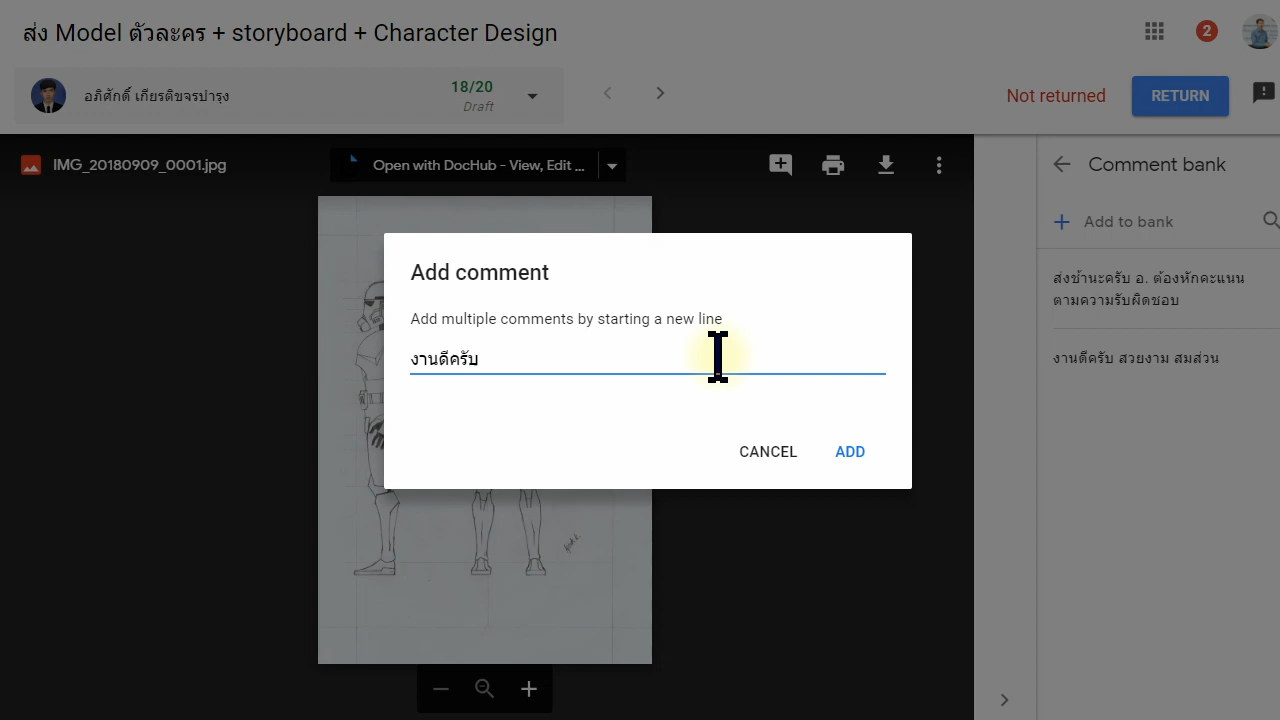 ส่ง Model ตัวละคร + storyboard + Character Design
2
อภิศักดิ์ เกียรติขจรปารุง
18/20
Draft
Not returned
RETURN
IMG_20180909_0001.jpg
Open with DocHub - View, Edit ...
Comment bank
Add to bank
ส่งช้านะครับ อ. ต้องหักคะแนน
ตามความรับผิดชอบ
งานดีครับ สวยงาม สมส่วน
Add comment
Add multiple comments by starting a new line
งานดีครับ
CANCEL
ADD